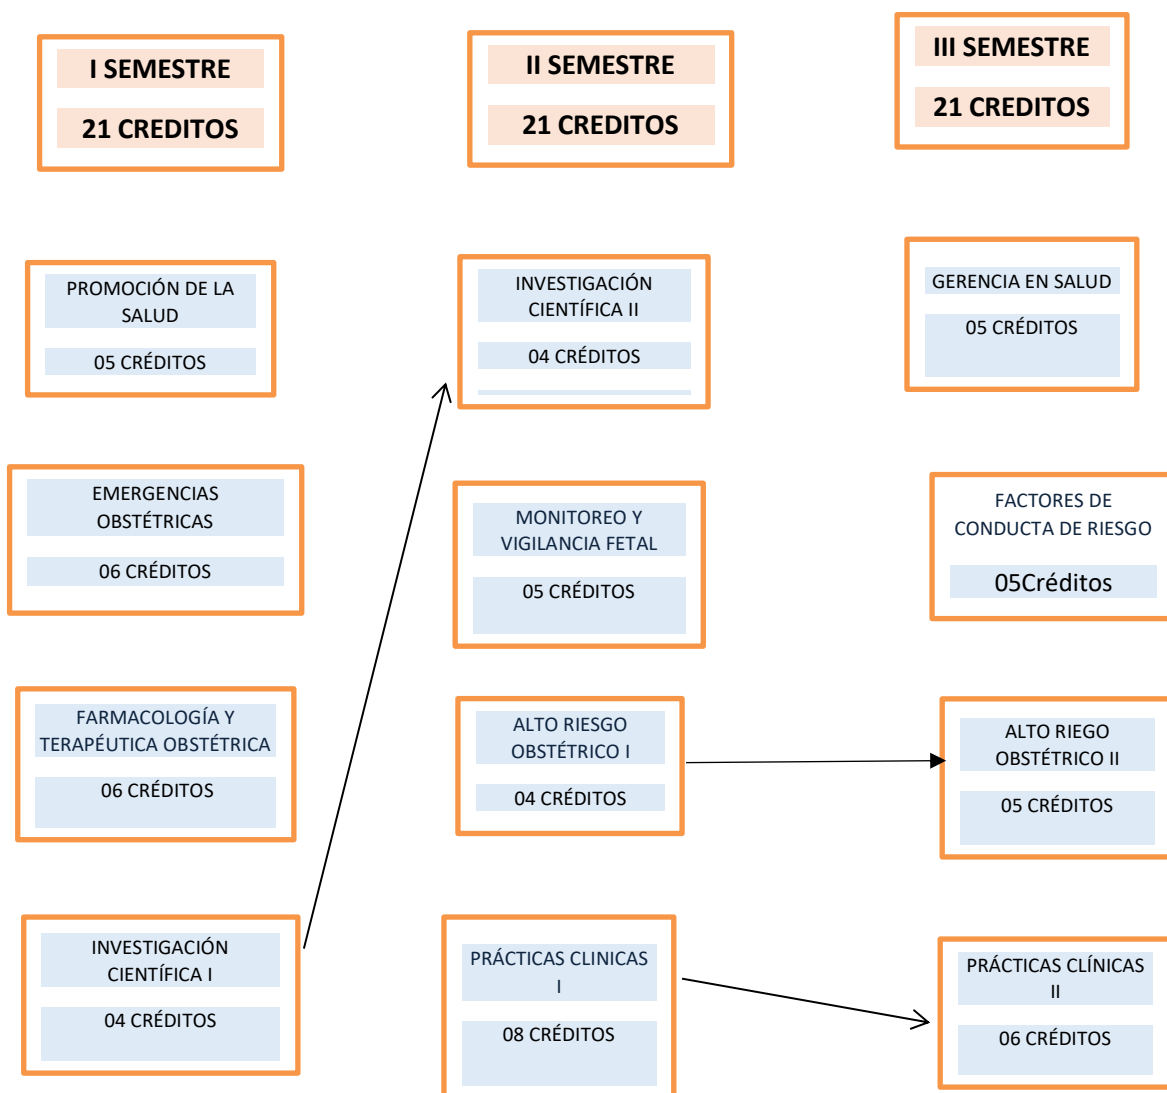 I SEMESTRE
21 CREDITOS
II SEMESTRE
21 CREDITOS
III SEMESTRE
21 CREDITOS
PROMOCIÓN DE LA
SALUD
05 CRÉDITOS
INVESTIGACIÓN
CIENTÍFICA II
04 CRÉDITOS
GERENCIA EN SALUD
05 CRÉDITOS
EMERGENCIAS
OBSTÉTRICAS
06 CRÉDITOS
MONITOREO Y
VIGILANCIA FETAL
05 CRÉDITOS
FACTORES DE
CONDUCTA DE RIESGO
05Créditos
FARMACOLOGÍA Y
TERAPÉUTICA OBSTÉTRICA
06 CRÉDITOS
ALTO RIESGO
OBSTÉTRICO I
04 CRÉDITOS
ALTO RIEGO
OBSTÉTRICO II
05 CRÉDITOS
INVESTIGACIÓN
CIENTÍFICA I
04 CRÉDITOS
PRÁCTICAS CLINICAS
I
08 CRÉDITOS
PRÁCTICAS CLÍNICAS
II
06 CRÉDITOS